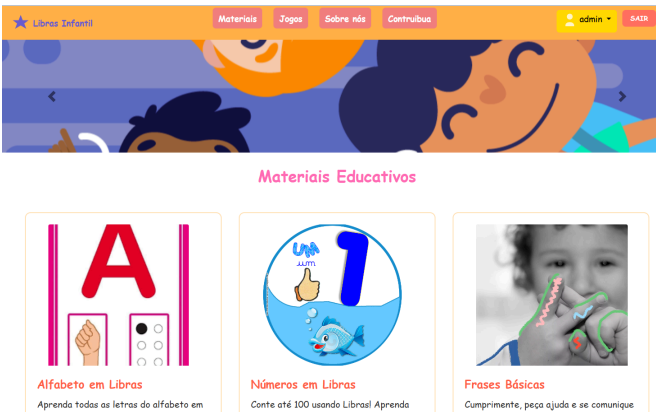 Libras Infantil
Materiais
Jogos
Sobre nós
Contruibua
admin
SAIR
Materiais Educativos
A
UM
um
1
Alfabeto em Libras
Números em Libras
Frases Básicas
Aprenda todas as letras do alfabeto em
Conte até 100 usando Libras! Aprenda
Cumprimente, peça ajuda e se comunique